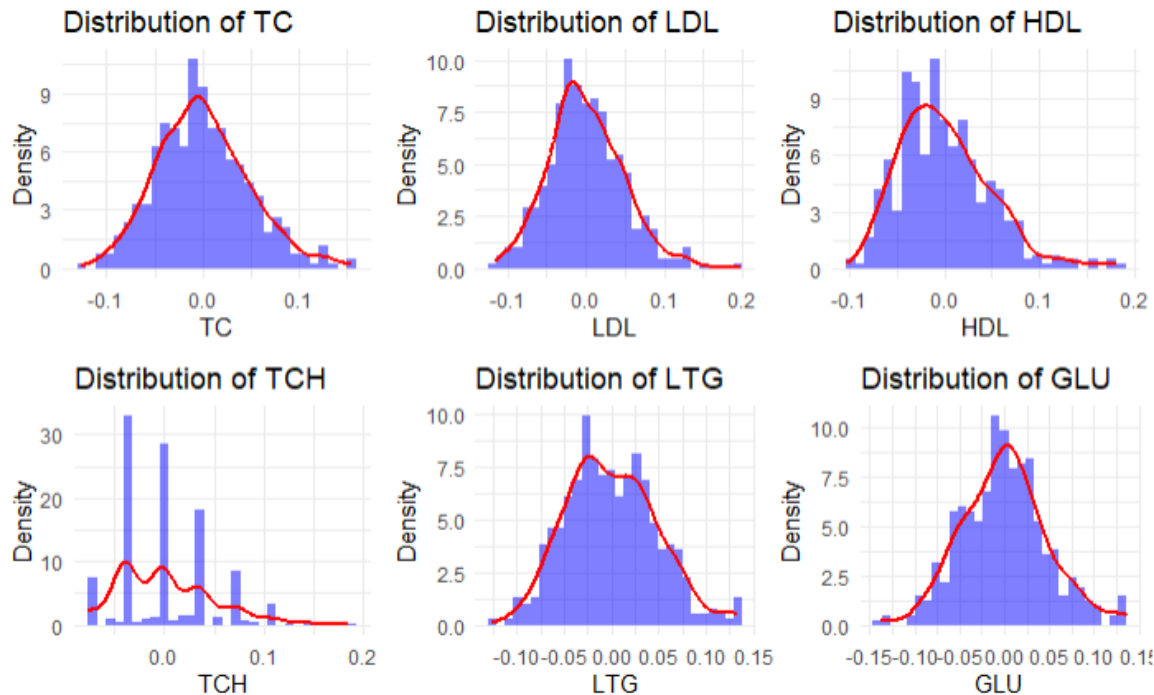 Distribution of TC
Density
9
6
3
0
-0.1 0.0 0.1
TC
Distribution of LDL
Density
10.0
7.5
5.0
2.5
0.0
-0.1 0.0 0.1 0.2
LDL
Distribution of HDL
Density
9
6
3
0
-0.1 0.0 0.1 0.2
HDL
Distribution of TCH
Density
30
20
10
0
0.0 0.1 0.2
TCH
Distribution of LTG
Density
10.0
7.5
5.0
2.5
0.0
-0.10 -0.05 0.00 0.05 0.10 0.15
LTG
Distribution of GLU
Density
10.0
7.5
5.0
2.5
0.0
-0.15 -0.10 -0.05 0.00 0.05 0.10 0.15
GLU